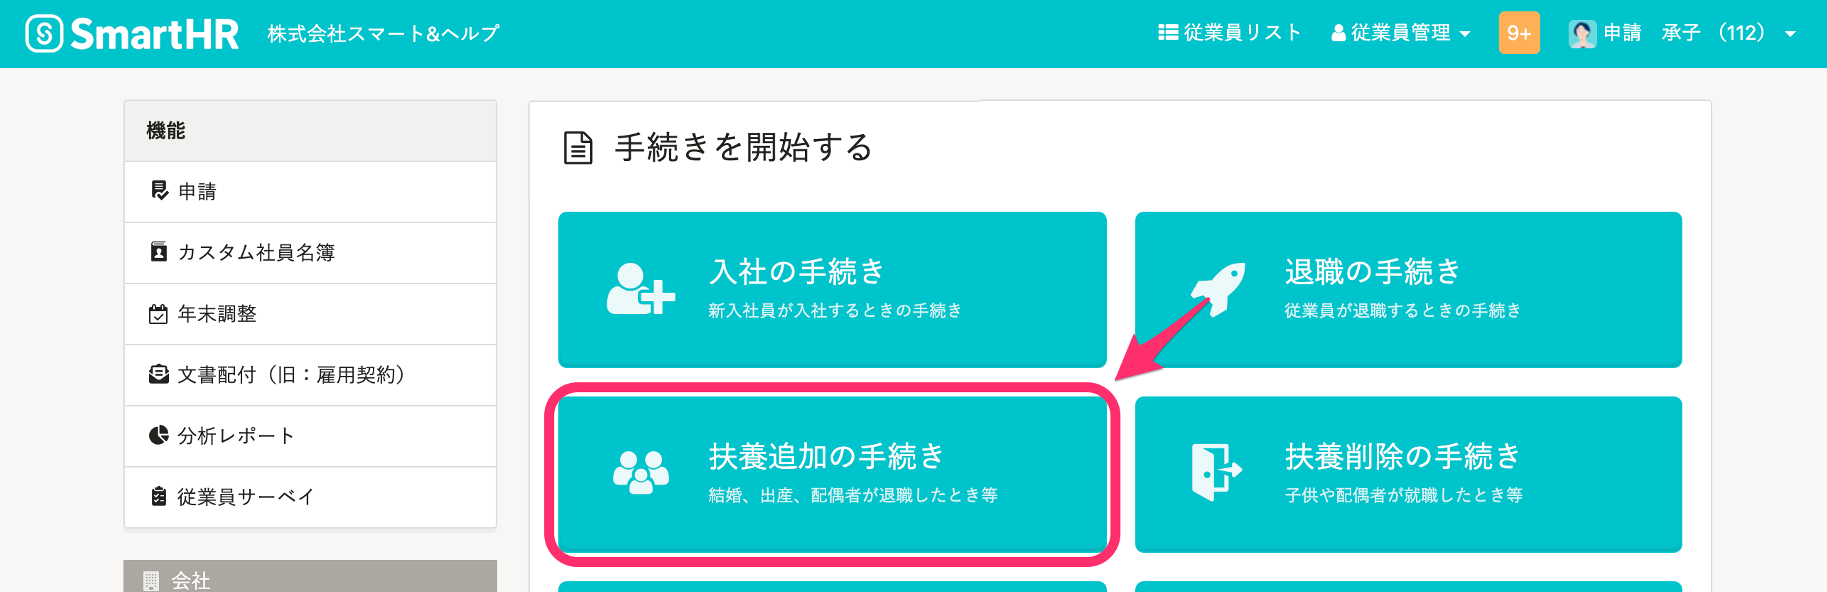 SmartHR 株式会社スマート&ヘルプ 従業員リスト 従業員管理 9+ 申請 承子 （112）
機能
申請
カスタム社員名簿
年末調整
文書配付（旧：雇用契約）
分析レポート
従業員サーベイ
会社
手続きを開始する
入社の手続き
新入社員が入社するときの手続き
退職の手続き
従業員が退職するときの手続き
扶養追加の手続き
結婚、出産、配偶者が退職したとき等
扶養削除の手続き
子供や配偶者が就職したとき等